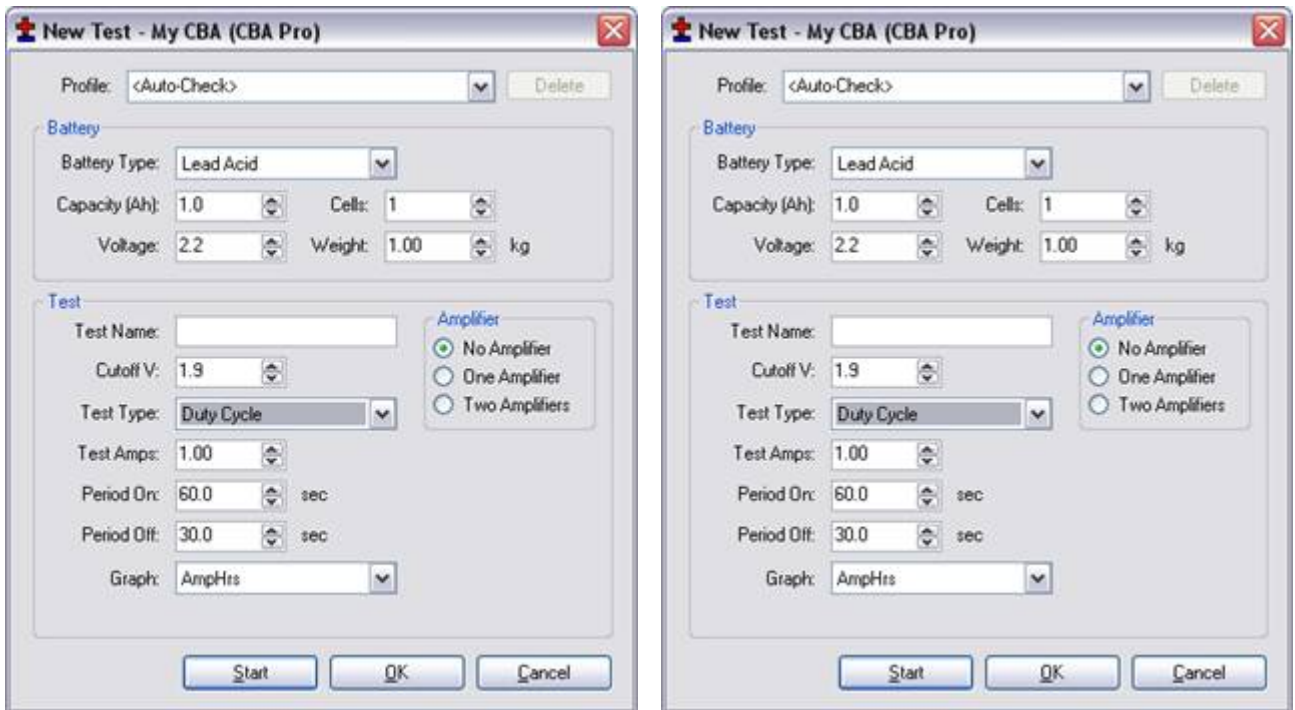 New Test - My CBA (CBA Pro)
Profile: <Auto-Check> Delete
Battery
Battery Type: Lead Acid
Capacity (Ah): 1.0 Cells: 1
Voltage: 2.2 Weight: 1.00 kg
Test
Test Name:
Amplifier
No Amplifier
Cutoff V: 1.9
One Amplifier
Test Type: Duty Cycle
Two Amplifiers
Test Amps: 1.00
Period On: 60.0 sec
Period Off: 30.0 sec
Graph: AmpHrs
Start OK Cancel
New Test - My CBA (CBA Pro)
Profile: <Auto-Check> Delete
Battery
Battery Type: Lead Acid
Capacity (Ah): 1.0 Cells: 1
Voltage: 2.2 Weight: 1.00 kg
Test
Test Name:
Amplifier
No Amplifier
Cutoff V: 1.9
One Amplifier
Test Type: Duty Cycle
Two Amplifiers
Test Amps: 1.00
Period On: 60.0 sec
Period Off: 30.0 sec
Graph: AmpHrs
Start OK Cancel